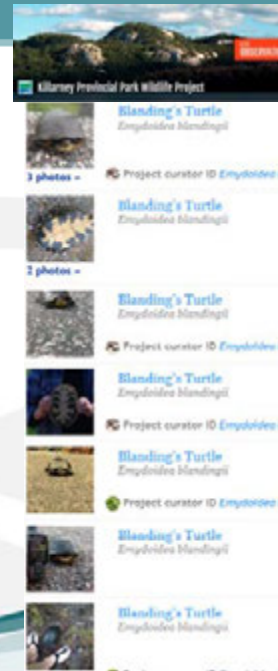 OBSERVAT
Killarney Provincial Park Wildlife Project
Blanding's Turtle
Emydoidea blandingii
3 photos »
Project curator ID Emydoidea
Blanding's Turtle
Emydoidea blandingii
2 photos »
Blanding's Turtle
Emydoidea blandingii
Project curator ID Emydoidea
Blanding's Turtle
Emydoidea blandingii
Project curator ID Emydoidea
Blanding's Turtle
Emydoidea blandingii
Project curator ID Emydoidea
Blanding's Turtle
Emydoidea blandingii
Blanding's Turtle
Emydoidea blandingii